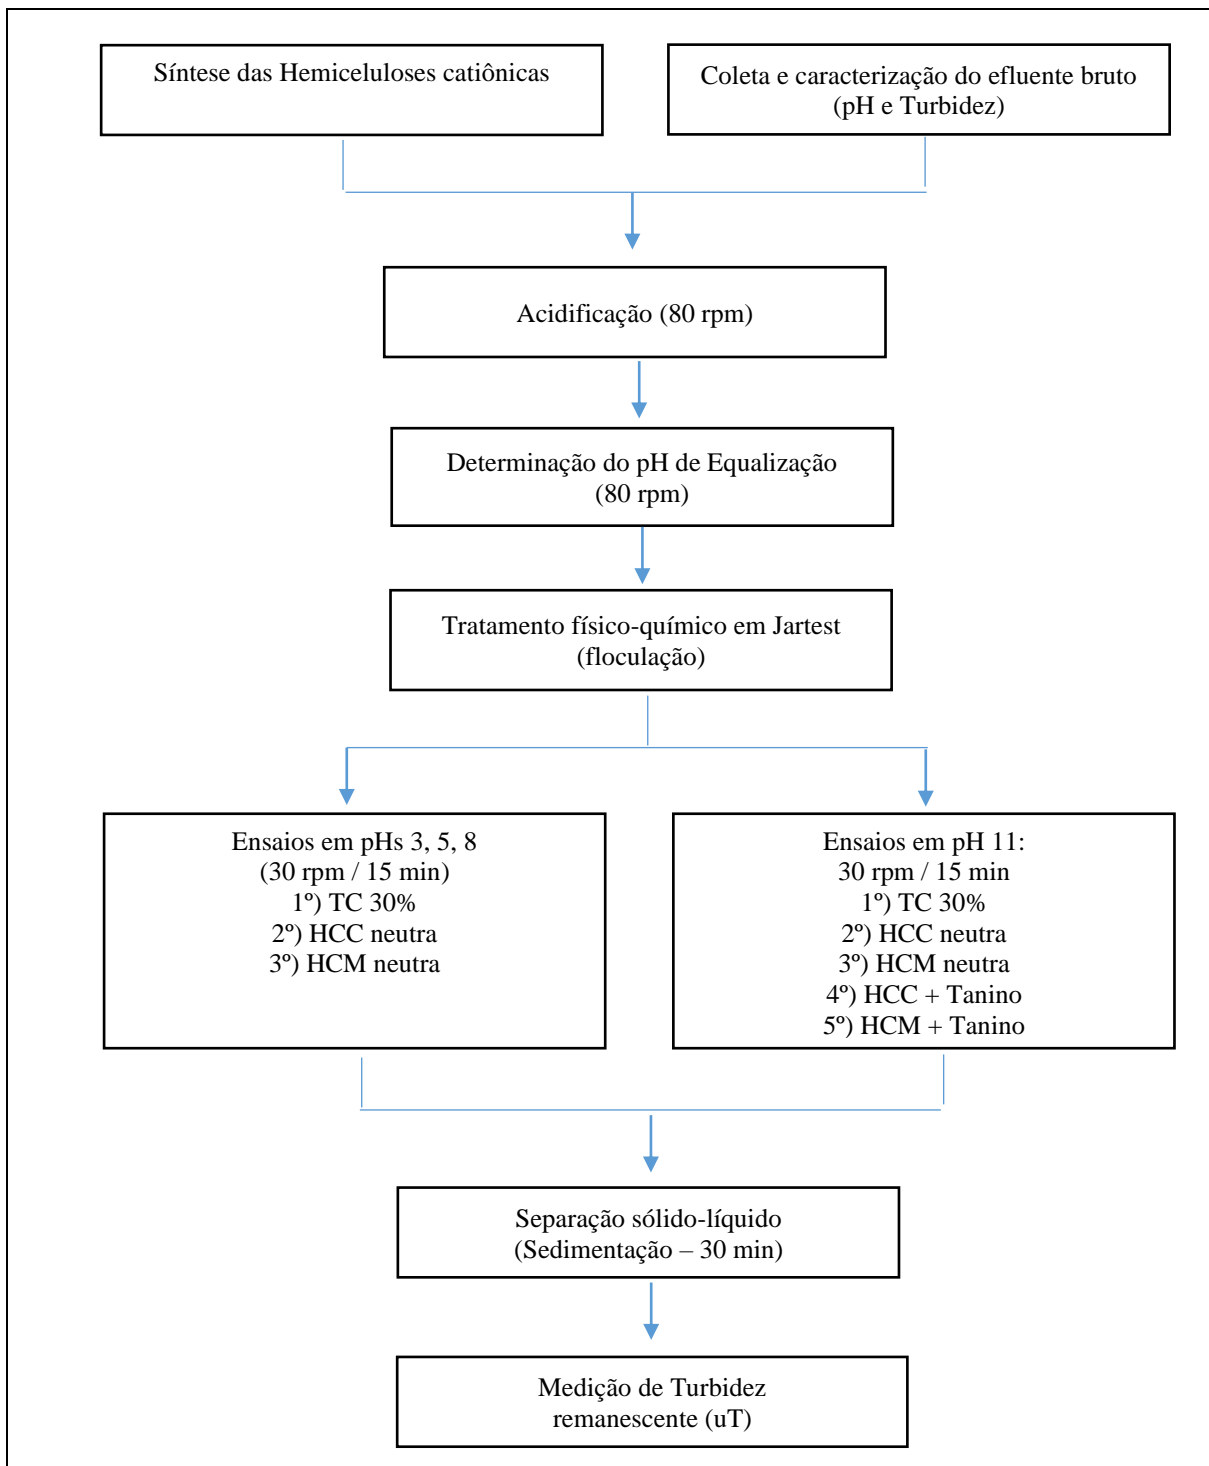 Síntese das Hemiceluloses catiônicas
Coleta e caracterização do efluente bruto
(pH e Turbidez)
Acidificação (80 rpm)
Determinação do pH de Equalização
(80 rpm)
Tratamento físico-químico em Jartest
(floculação)
Ensaios em pHs 3, 5, 8
(30 rpm / 15 min)
1º) TC 30%
2º) HCC neutra
3º) HCM neutra
Ensaios em pH 11:
30 rpm / 15 min
1º) TC 30%
2º) HCC neutra
3º) HCM neutra
4º) HCC + Tanino
5º) HCM + Tanino
Separação sólido-líquido
(Sedimentação – 30 min)
Medição de Turbidez
remanescente (uT)